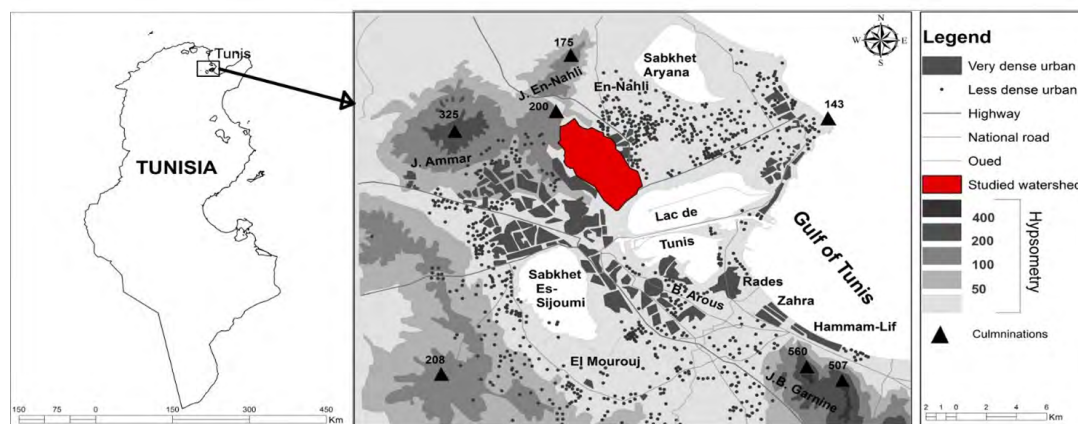 Tunis
TUNISIA
150 75 0 150 300 450
Km
175
Sabkhet
Aryana
J. En-Nahli
En-Nahli
200
143
325
J. Ammar
Lac de
Tunis
Gulf of Tunis
Sabkhet
Es-
Sijoumi
B. Arous
Rades
Zahra
Hammam-Lif
El Mourouj
208
560
507
J.B. Garnine
N
W E
S
Legend
Very dense urban
Less dense urban
Highway
National road
Oued
Studied watershed
400
200
100
50
Hypsometry
Culmninations
2 1 0 2 4 6
Km